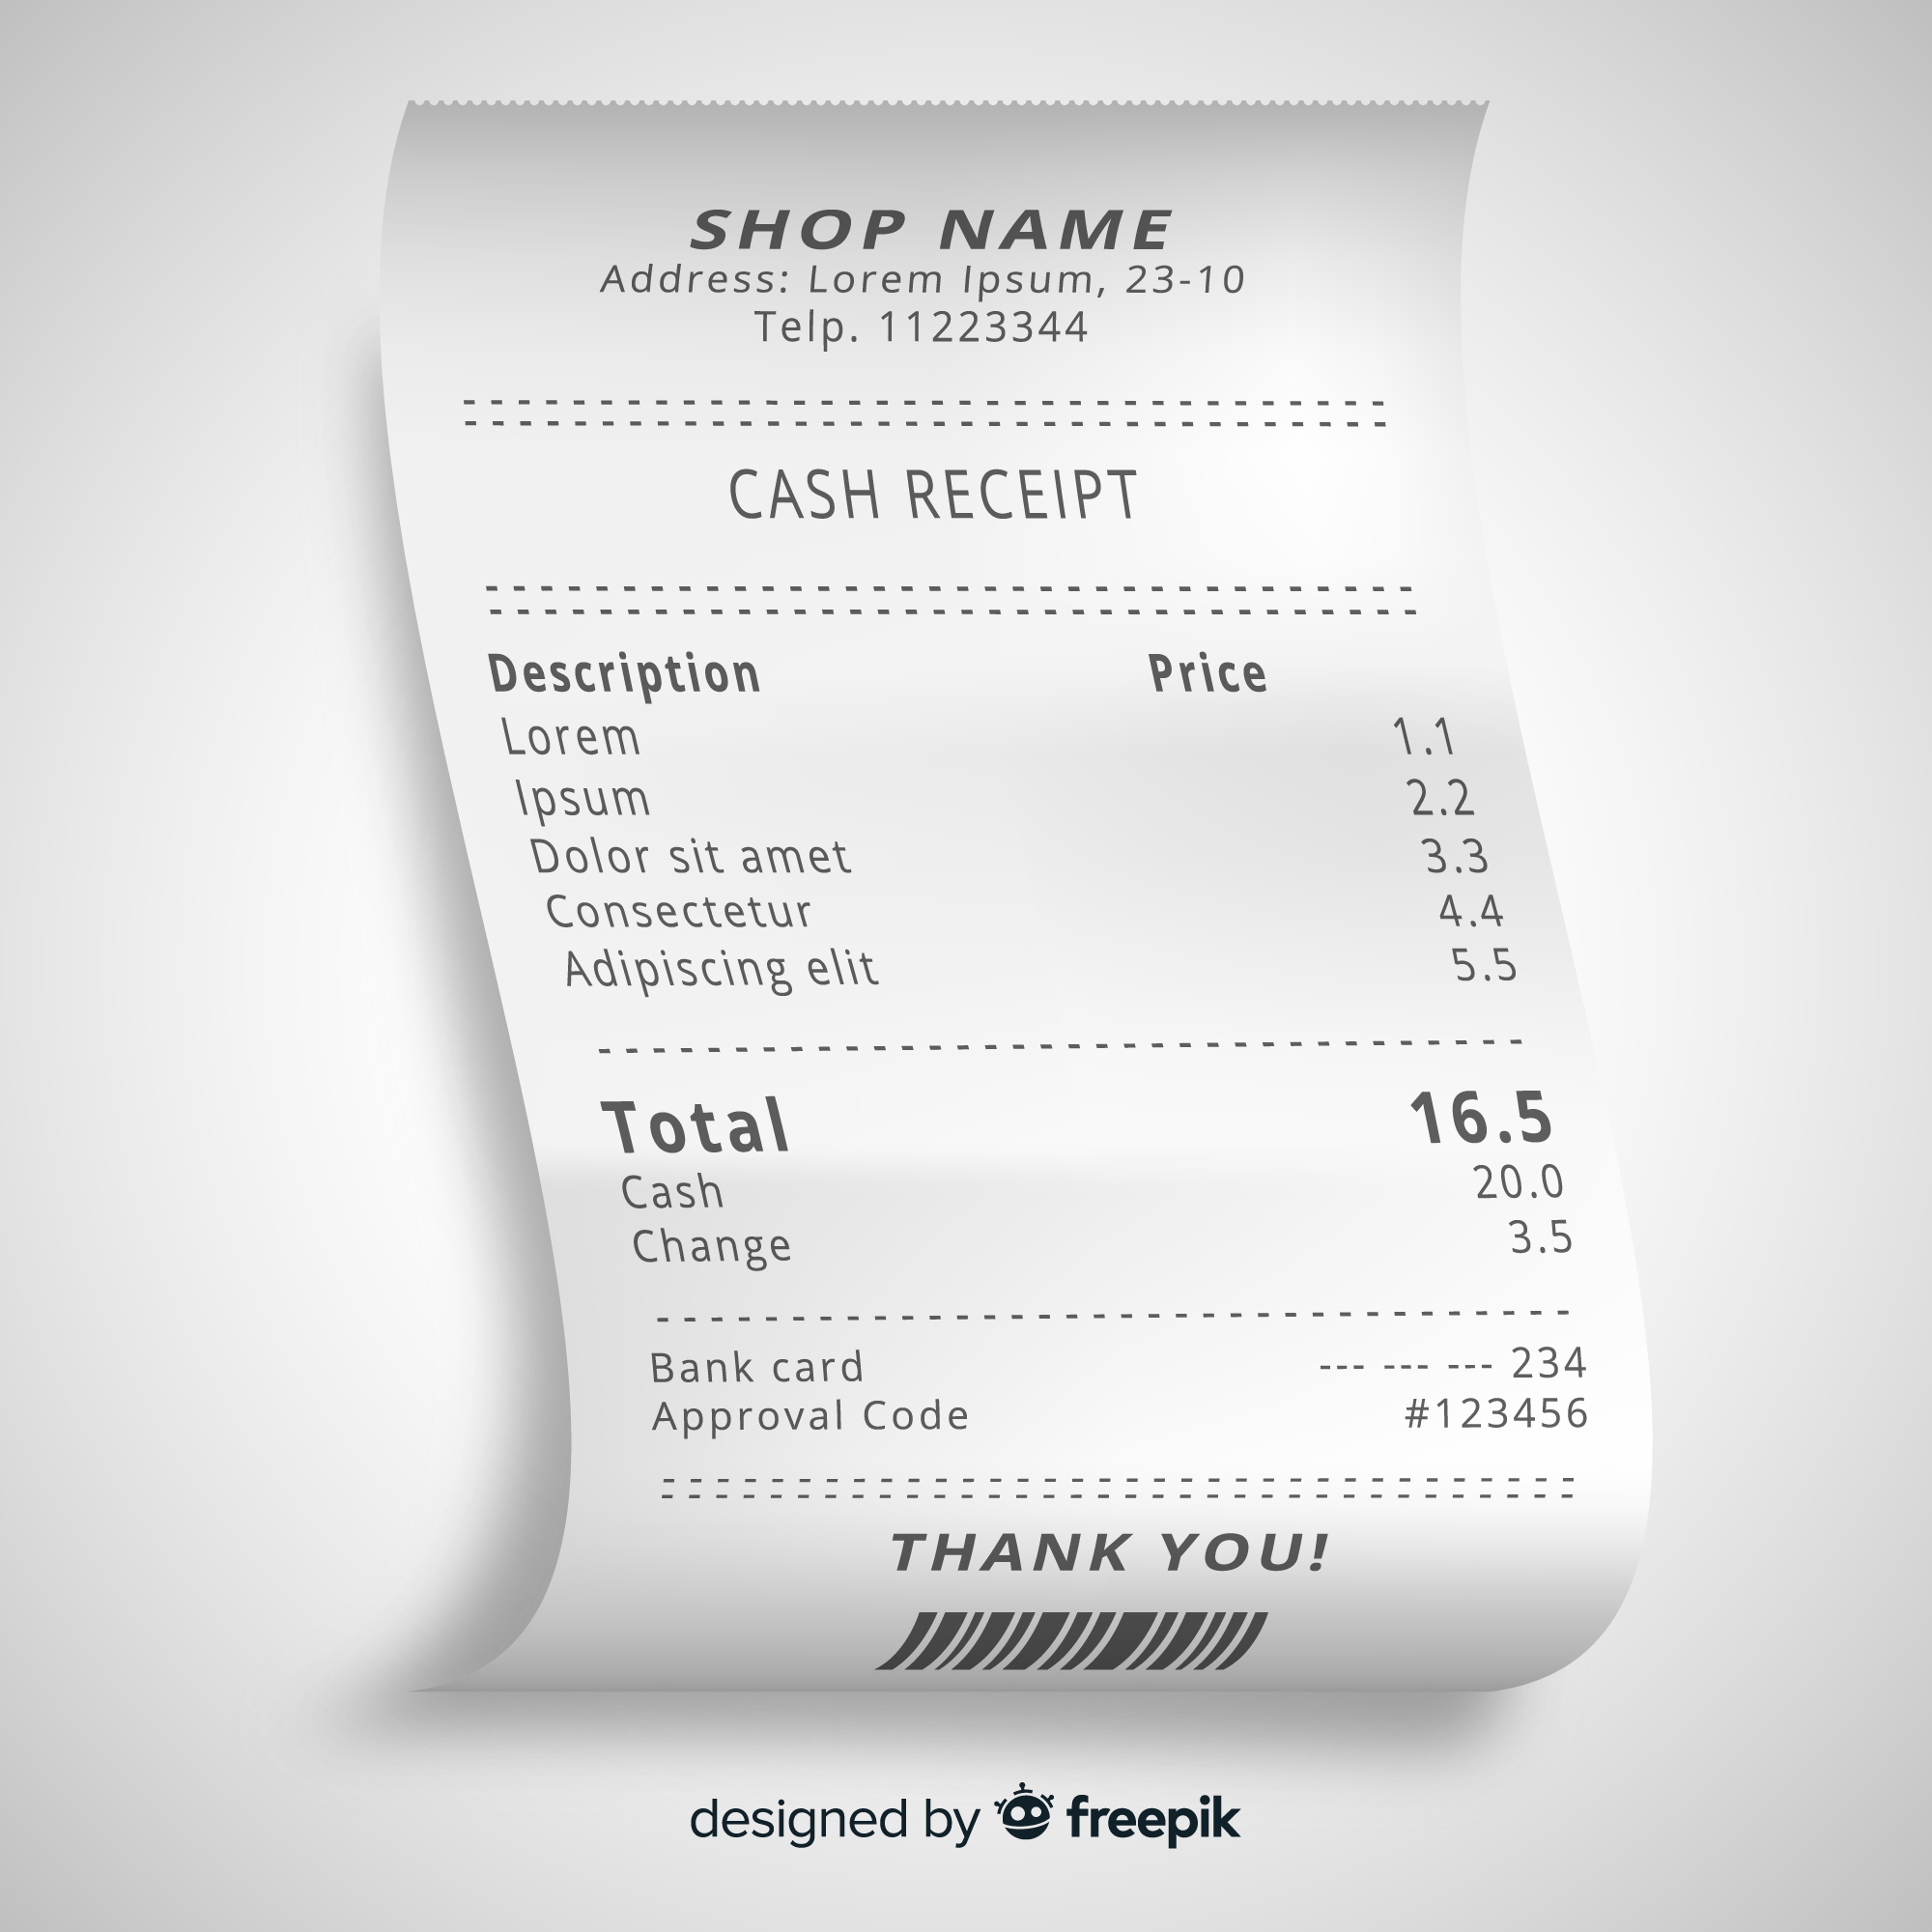 SHOP NAME
Address: Lorem Ipsum, 23-10
Telp. 11223344
- - - - - - - - - - - - - - - - - - - - - - - - - - - - - - - - - -
- - - - - - - - - - - - - - - - - - - - - - - - - - - - - - - - - -
CASH RECEIPT
- - - - - - - - - - - - - - - - - - - - - - - - - - - - - - - - - -
- - - - - - - - - - - - - - - - - - - - - - - - - - - - - - - - - -
Description Price
Lorem 1.1
Ipsum 2.2
Dolor sit amet 3.3
Consectetur 4.4
Adipiscing elit 5.5
- - - - - - - - - - - - - - - - - - - - - - - - - - - - - - - - - -
Total 16.5
Cash 20.0
Change 3.5
- - - - - - - - - - - - - - - - - - - - - - - - - - - - - - - - - -
Bank card --- --- --- 234
Approval Code #123456
- - - - - - - - - - - - - - - - - - - - - - - - - - - - - - - - - -
- - - - - - - - - - - - - - - - - - - - - - - - - - - - - - - - - -
THANK YOU!
designed by freepik